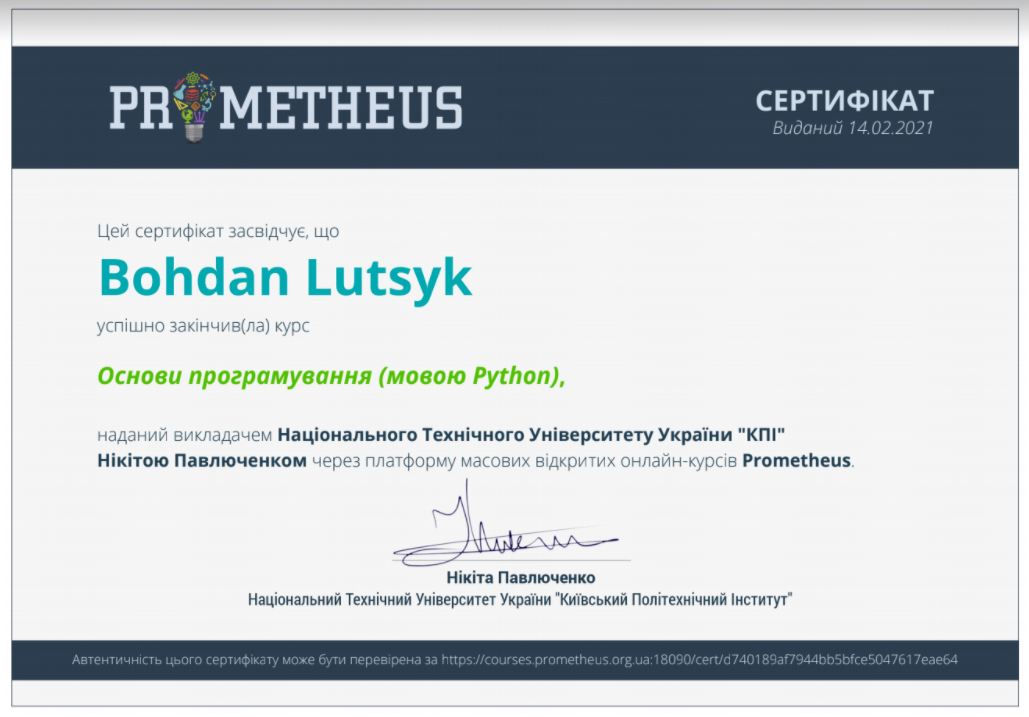 PROMETHEUS
СЕРТИФІКАТ
Виданий 14.02.2021
Цей сертифікат засвідчує, що
Bohdan Lutsyk
успішно закінчив(ла) курс
Основи програмування (мовою Python),
наданий викладачем Національного Технічного Університету України "КПІ"
Нікітою Павлюченком через платформу масових відкритих онлайн-курсів Prometheus.
Нікіта Павлюченко
Національний Технічний Університет України "Київський Політехнічний Інститут"
Автентичність цього сертифікату може бути перевірена за https://courses.prometheus.org.ua:18090/cert/d740189af7944bb5bfce5047617eae64